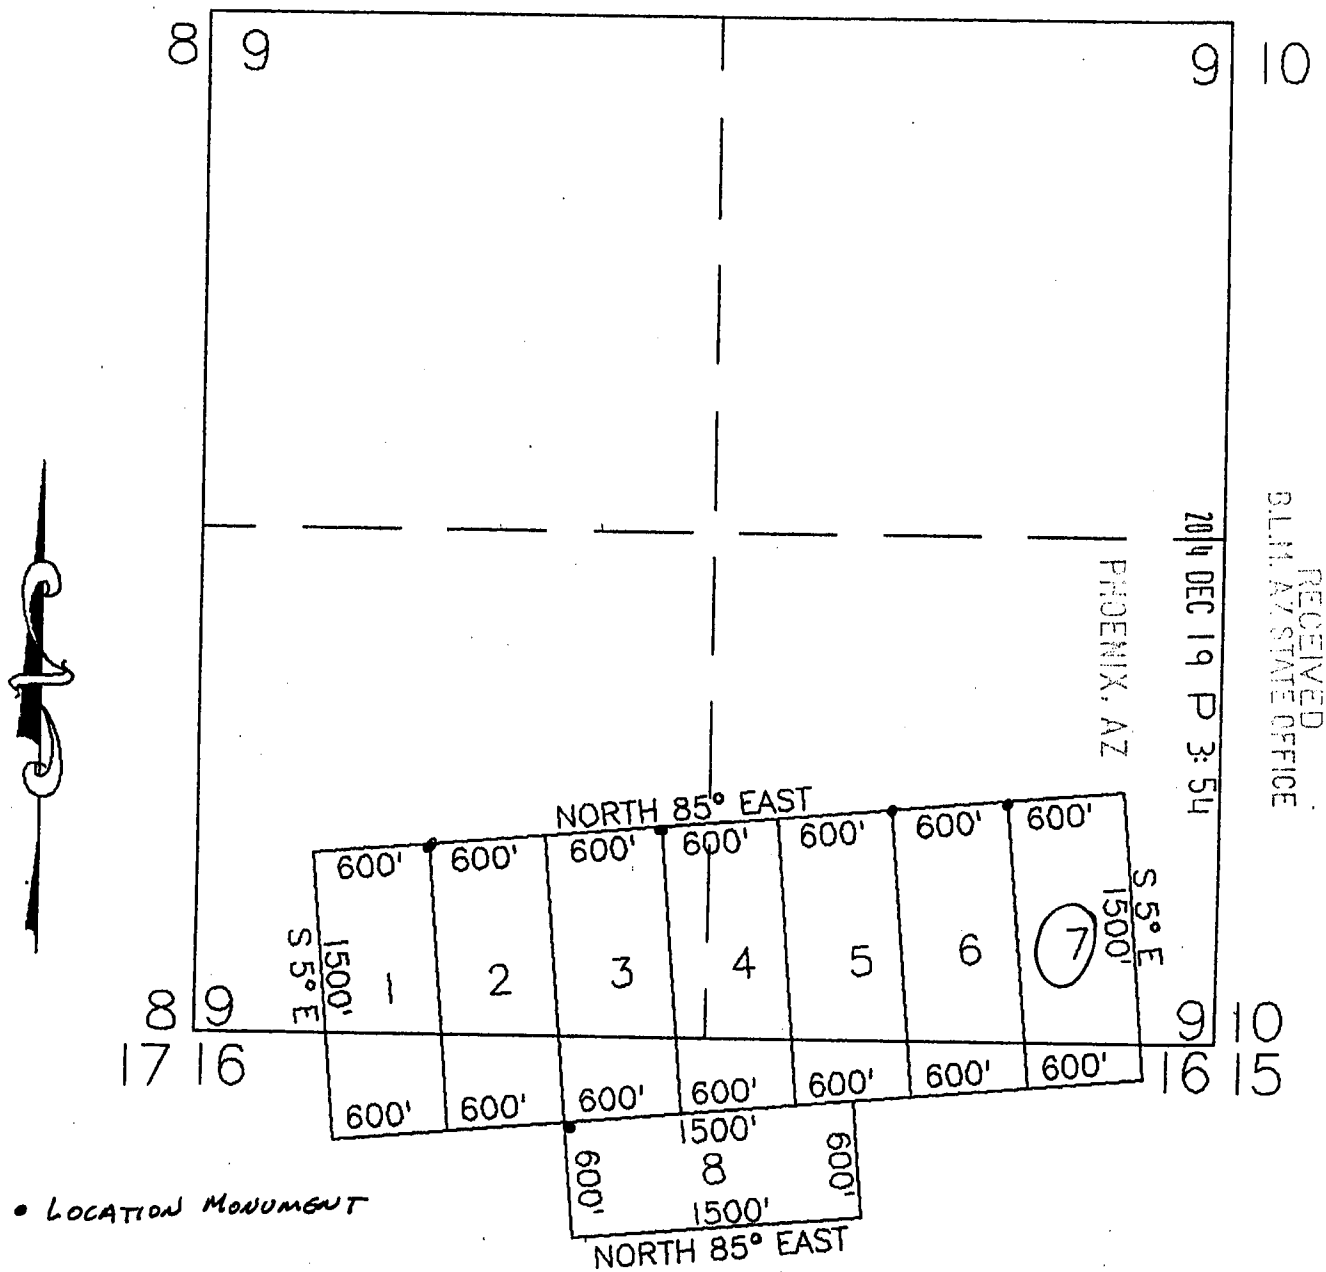 8 9
9 10
RECEIVED
B.L.M. AZ STATE OFFICE
2014 DEC 19 P 3:54
PHOENIX, AZ
NORTH 85° EAST
600' 600' 600' 600' 600' 600' 600'
S 5° E
1500'
1 2 3 4 5 6 7
1500'
S 5° E
8 9
17 16
9 10
16 15
600' 600' 600' 600' 600' 600' 600'
1500'
600'
8
600'
1500'
NORTH 85° EAST
• LOCATION MONUMENT